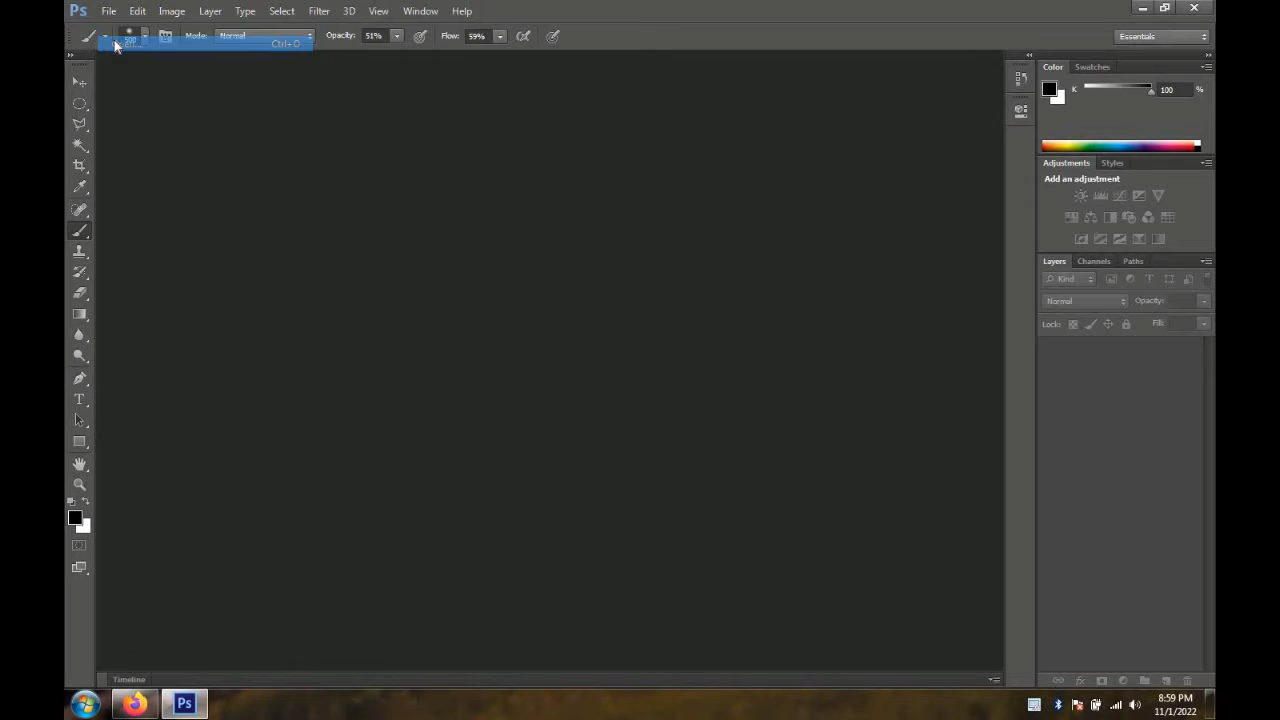 Ps File Edit Image Layer Type Select Filter 3D View Window Help
500 Mode: Normal Opacity: 51% Flow: 59% Essentials
Ctrl+O
Color Swatches
K 100 %
Adjustments Styles
Add an adjustment
Layers Channels Paths
Kind
Normal Opacity:
Lock: Fill:
Timeline
Ps
8:59 PM
11/1/2022